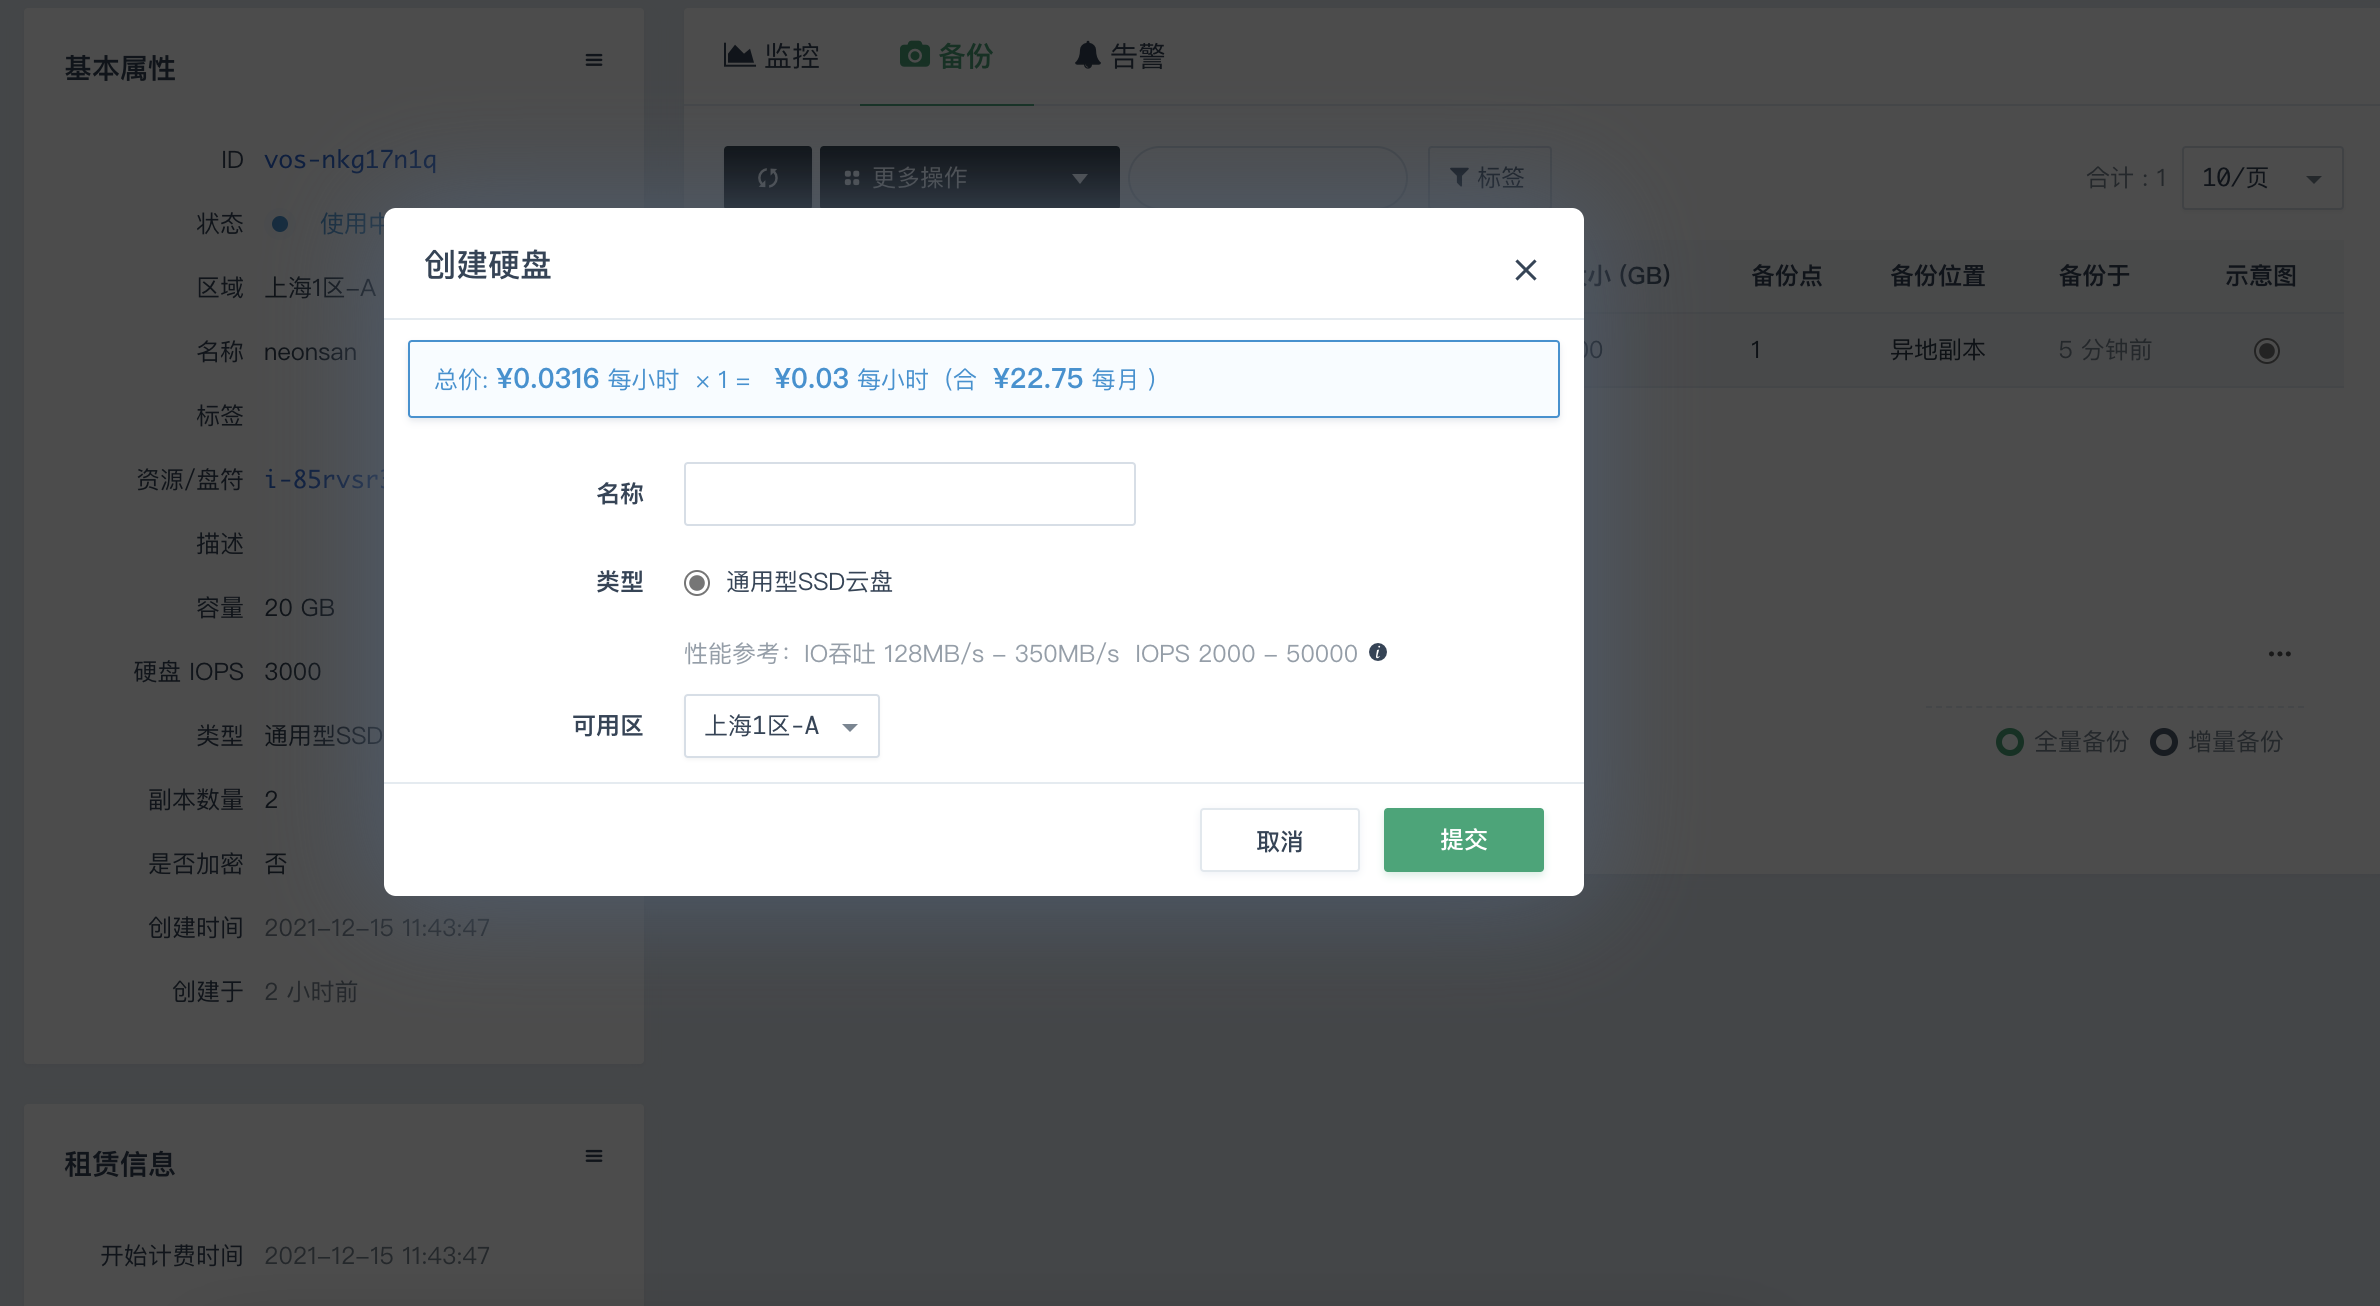 基本属性
ID vos-nkg17n1q
状态 使用中
区域 上海1区-A
名称 neonsan
标签
资源/盘符 i-85rvsr
描述
容量 20 GB
硬盘 IOPS 3000
类型 通用型SSD
副本数量 2
是否加密 否
创建时间 2021-12-15 11:43:47
创建于 2 小时前
租赁信息
开始计费时间 2021-12-15 11:43:47
监控 备份 告警
更多操作 标签 合计：1 10/页
小 (GB) 备份点 备份位置 备份于 示意图
00 1 异地副本 5 分钟前
全量备份 增量备份
创建硬盘
总价: ¥0.0316 每小时 × 1 = ¥0.03 每小时（合 ¥22.75 每月 ）
名称
类型 通用型SSD云盘
性能参考：IO吞吐 128MB/s - 350MB/s IOPS 2000 - 50000
可用区 上海1区-A
取消 提交